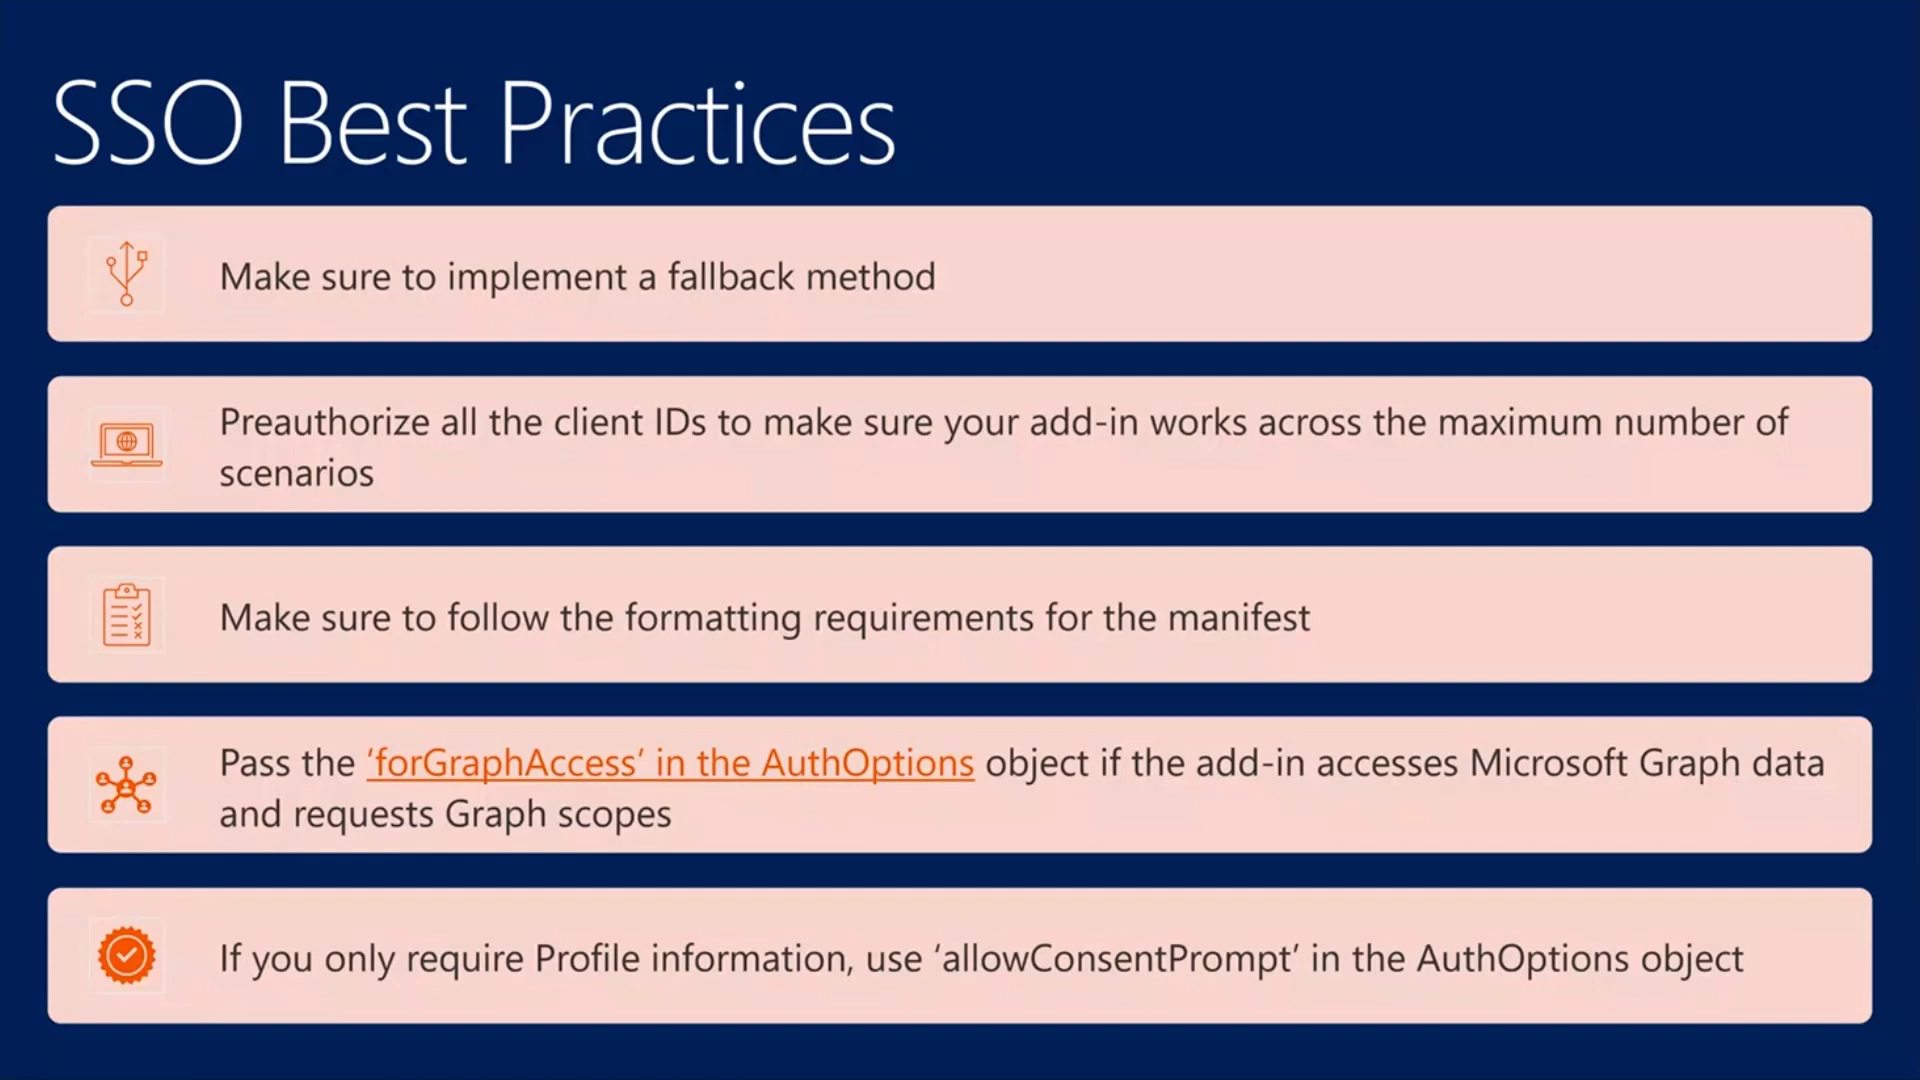 SSO Best Practices
Make sure to implement a fallback method
Preauthorize all the client IDs to make sure your add-in works across the maximum number of
scenarios
Make sure to follow the formatting requirements for the manifest
Pass the ‘forGraphAccess’ in the AuthOptions object if the add-in accesses Microsoft Graph data
and requests Graph scopes
If you only require Profile information, use ‘allowConsentPrompt’ in the AuthOptions object